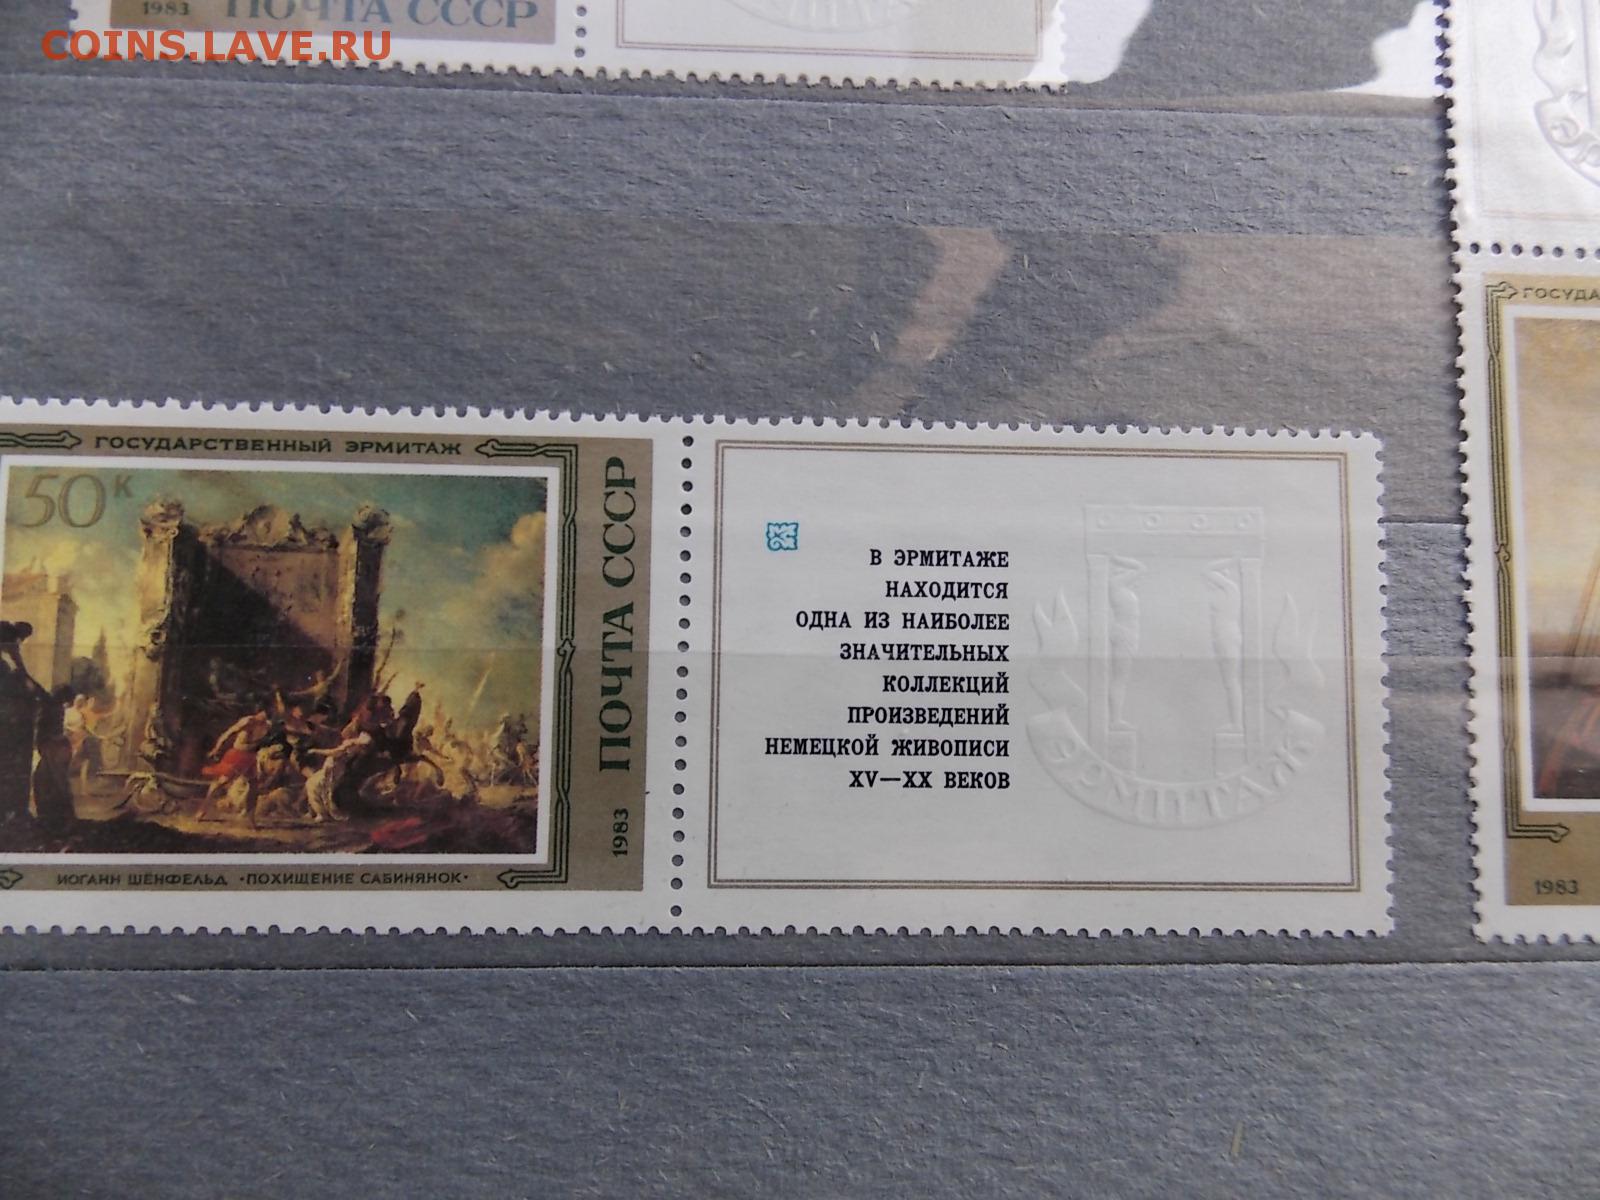 1983 ПОЧТА СССР
COINS.LAVE.RU
ГОСУДАРСТВЕННЫЙ ЭРМИТАЖ
50К
ПОЧТА СССР
1983
ИОГАНН ШЕНФЕЛЬД •ПОХИЩЕНИЕ САБИНЯНОК•
В ЭРМИТАЖЕ
НАХОДИТСЯ
ОДНА ИЗ НАИБОЛЕЕ
ЗНАЧИТЕЛЬНЫХ
КОЛЛЕКЦИЙ
ПРОИЗВЕДЕНИЙ
НЕМЕЦКОЙ ЖИВОПИСИ
XV—XX ВЕКОВ
ЭРМИТАЖ
1983